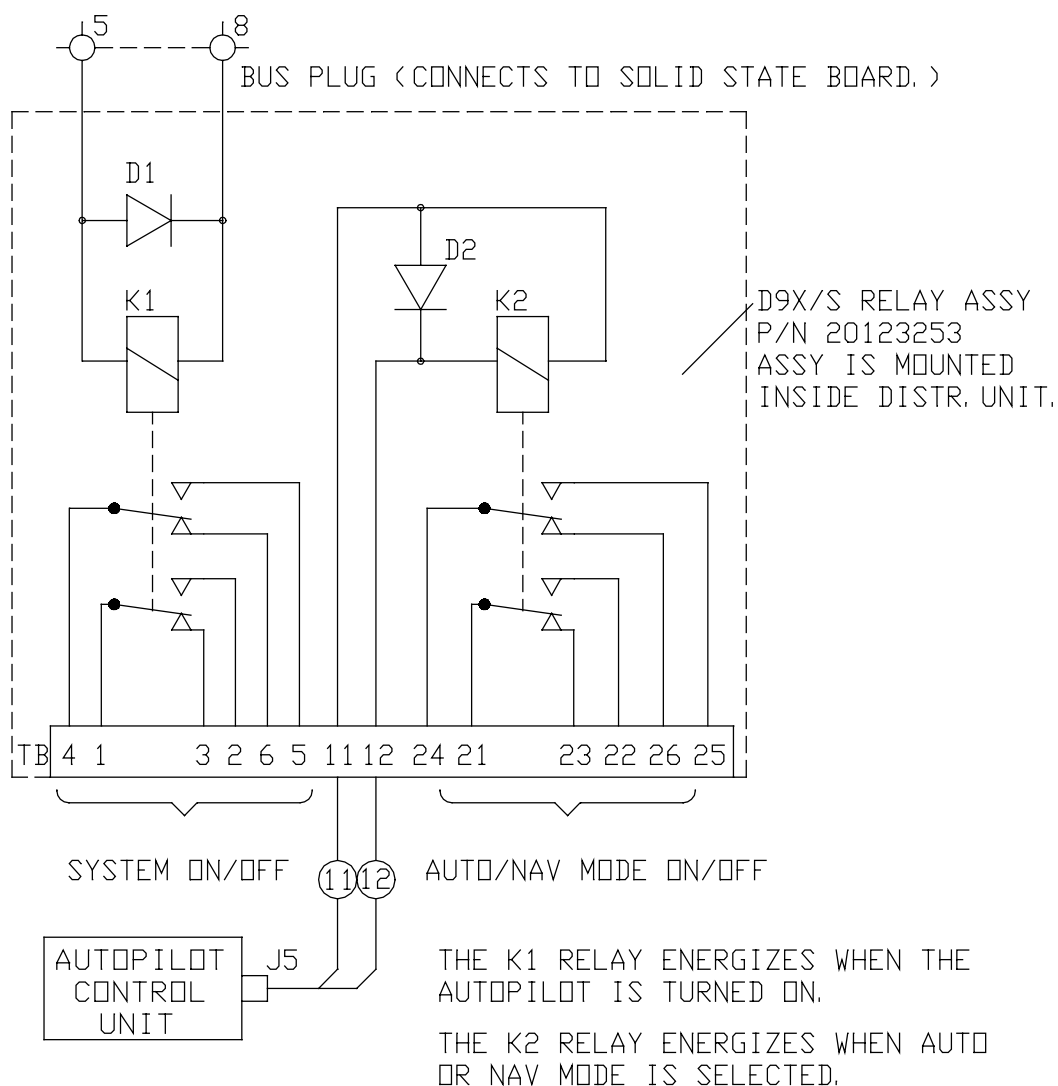 5 8
BUS PLUG (CONNECTS TO SOLID STATE BOARD.)
D1
D2
K1
K2
D9X/S RELAY ASSY
P/N 20123253
ASSY IS MOUNTED
INSIDE DISTR. UNIT.
TB 4 1 3 2 6 5 11 12 24 21 23 22 26 25
SYSTEM ON/OFF
11 12
AUTO/NAV MODE ON/OFF
AUTOPILOT
CONTROL
UNIT
J5
THE K1 RELAY ENERGIZES WHEN THE
AUTOPILOT IS TURNED ON.
THE K2 RELAY ENERGIZES WHEN AUTO
OR NAV MODE IS SELECTED.